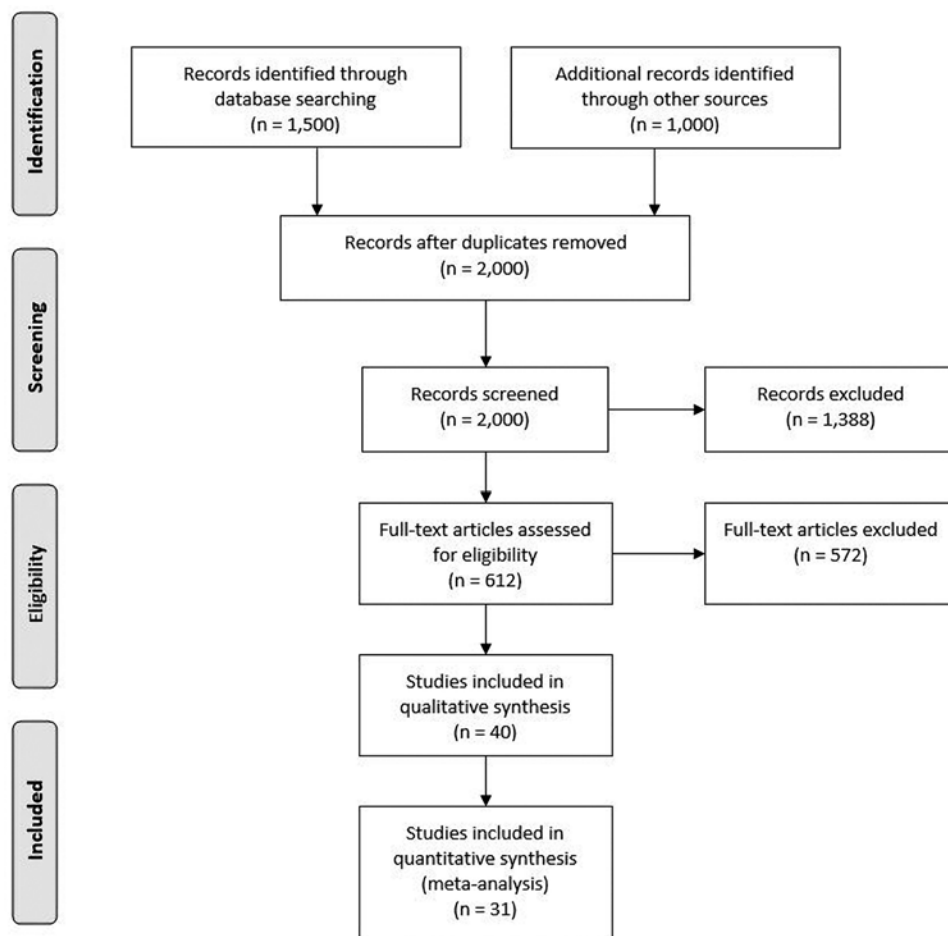 Identification
Records identified through
database searching
(n = 1,500)
Additional records identified
through other sources
(n = 1,000)
Records after duplicates removed
(n = 2,000)
Screening
Records screened
(n = 2,000)
Records excluded
(n = 1,388)
Eligibility
Full-text articles assessed
for eligibility
(n = 612)
Full-text articles excluded
(n = 572)
Studies included in
qualitative synthesis
(n = 40)
Included
Studies included in
quantitative synthesis
(meta-analysis)
(n = 31)